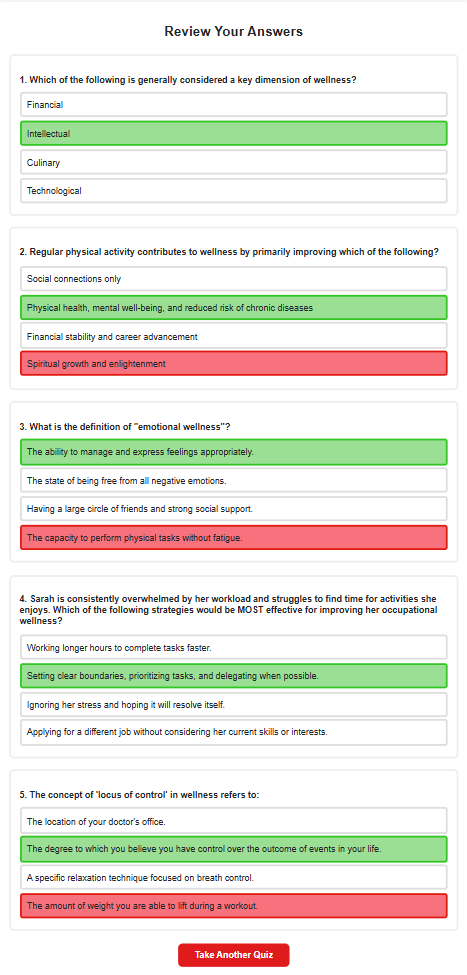 Review Your Answers
1. Which of the following is generally considered a key dimension of wellness?
Financial
Intellectual
Culinary
Technological
2. Regular physical activity contributes to wellness by primarily improving which of the following?
Social connections only
Physical health, mental well-being, and reduced risk of chronic diseases
Financial stability and career advancement
Spiritual growth and enlightenment
3. What is the definition of "emotional wellness"?
The ability to manage and express feelings appropriately.
The state of being free from all negative emotions.
Having a large circle of friends and strong social support.
The capacity to perform physical tasks without fatigue.
4. Sarah is consistently overwhelmed by her workload and struggles to find time for activities she
enjoys. Which of the following strategies would be MOST effective for improving her occupational
wellness?
Working longer hours to complete tasks faster.
Setting clear boundaries, prioritizing tasks, and delegating when possible.
Ignoring her stress and hoping it will resolve itself.
Applying for a different job without considering her current skills or interests.
5. The concept of 'locus of control' in wellness refers to:
The location of your doctor's office.
The degree to which you believe you have control over the outcome of events in your life.
A specific relaxation technique focused on breath control.
The amount of weight you are able to lift during a workout.
Take Another Quiz